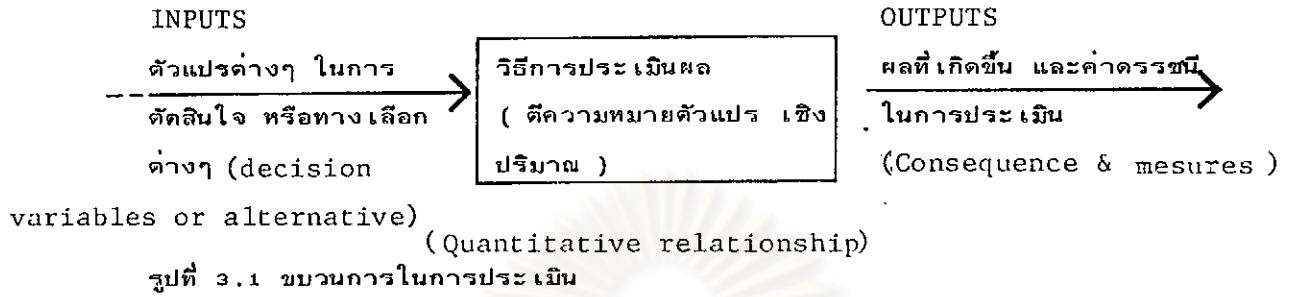 INPUTS
ตัวแปรต่างๆ ในการ
ตัดสินใจ หรือทางเลือก
ต่างๆ (decision
variables or alternative)
วิธีการประเมินผล
( ตีความหมายตัวแปร เชิง
ปริมาณ )
(Quantitative relationship)
OUTPUTS
ผลที่เกิดขึ้น และค่าดรรชนี
ในการประเมิน
(Consequence & mesures )
รูปที่ 3.1 ขบวนการในการประเมิน